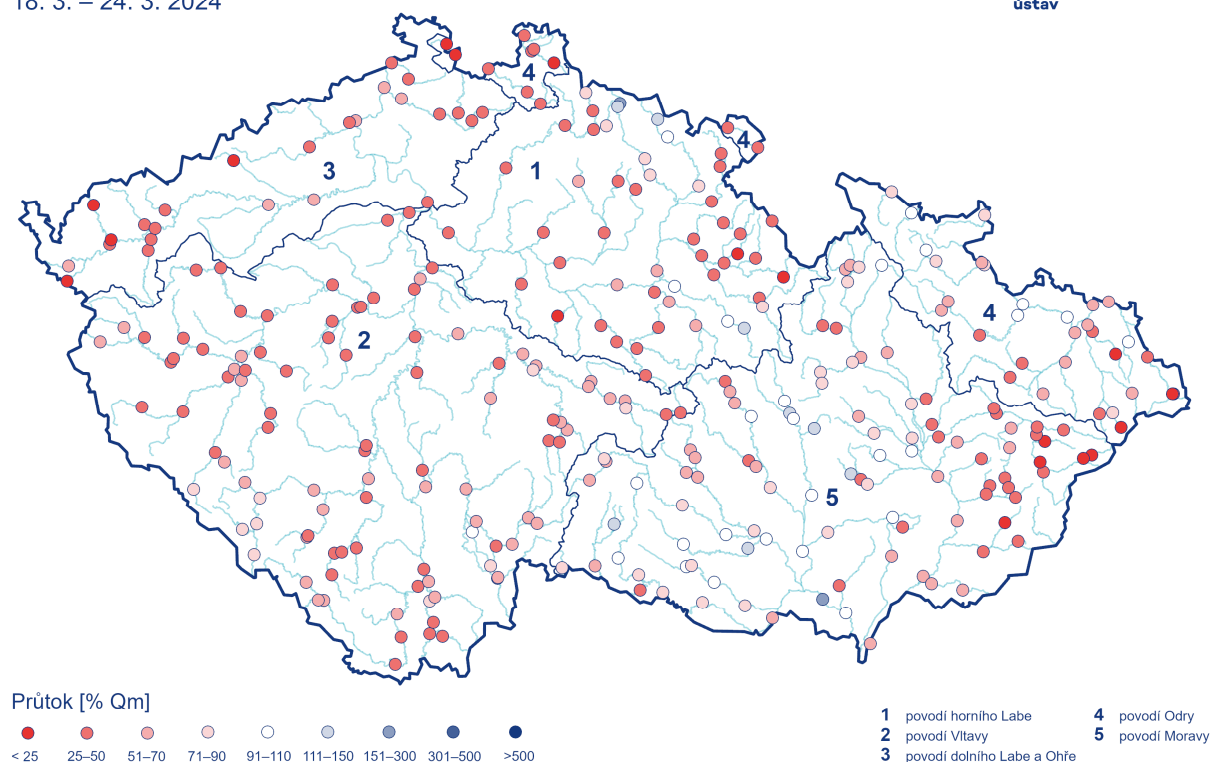 18. 3. – 24. 3. 2024
ústav
4
4
3
1
2
4
5
Průtok [% Qm]
< 25 25–50 51–70 71–90 91–110 111–150 151–300 301–500 >500
1 povodí horního Labe
2 povodí Vltavy
3 povodí dolního Labe a Ohře
4 povodí Odry
5 povodí Moravy